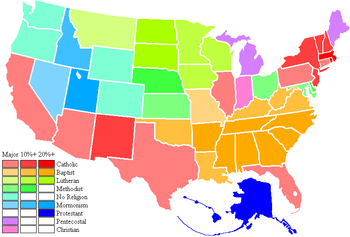 Major 10%+ 20%+
Catholic
Baptist
Lutheran
Methodist
No Religion
Mormonism
Protestant
Pentecostal
Christian